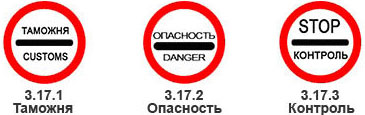 ТАМОЖНЯ
CUSTOMS
ОПАСНОСТЬ
DANGER
STOP
КОНТРОЛЬ
3.17.1
Таможня
3.17.2
Опасность
3.17.3
Контроль